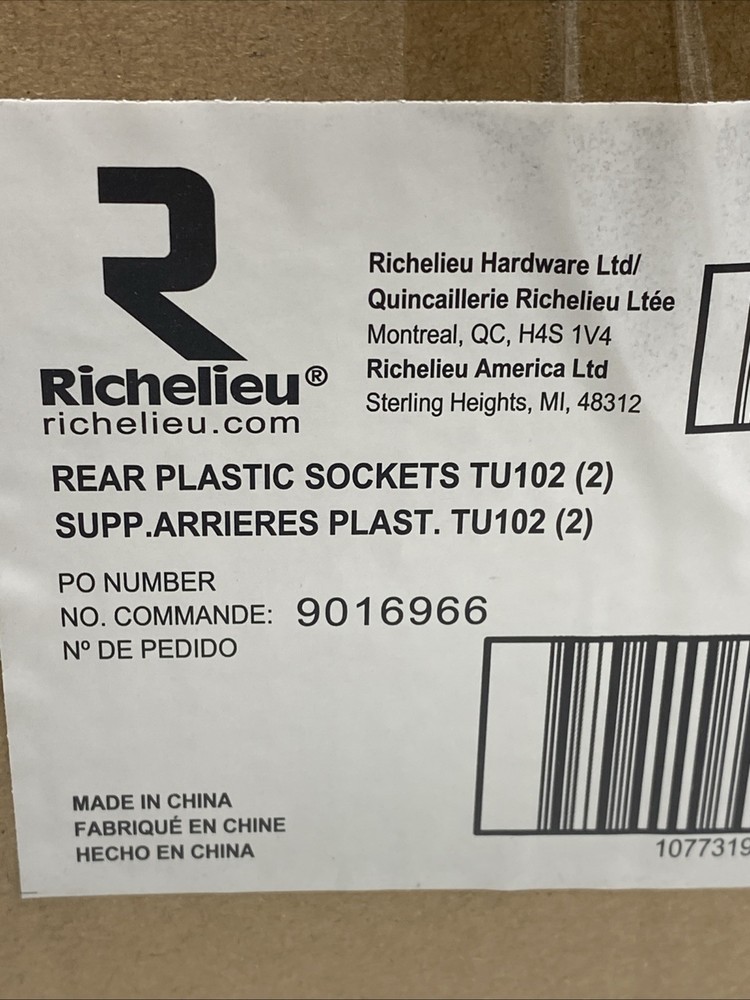 Richelieu®
richelieu.com
Richelieu Hardware Ltd/
Quincaillerie Richelieu Ltée
Montreal, QC, H4S 1V4
Richelieu America Ltd
Sterling Heights, MI, 48312
REAR PLASTIC SOCKETS TU102 (2)
SUPP.ARRIERES PLAST. TU102 (2)
PO NUMBER
NO. COMMANDE: 9016966
Nº DE PEDIDO
MADE IN CHINA
FABRIQUÉ EN CHINE
HECHO EN CHINA
1077319